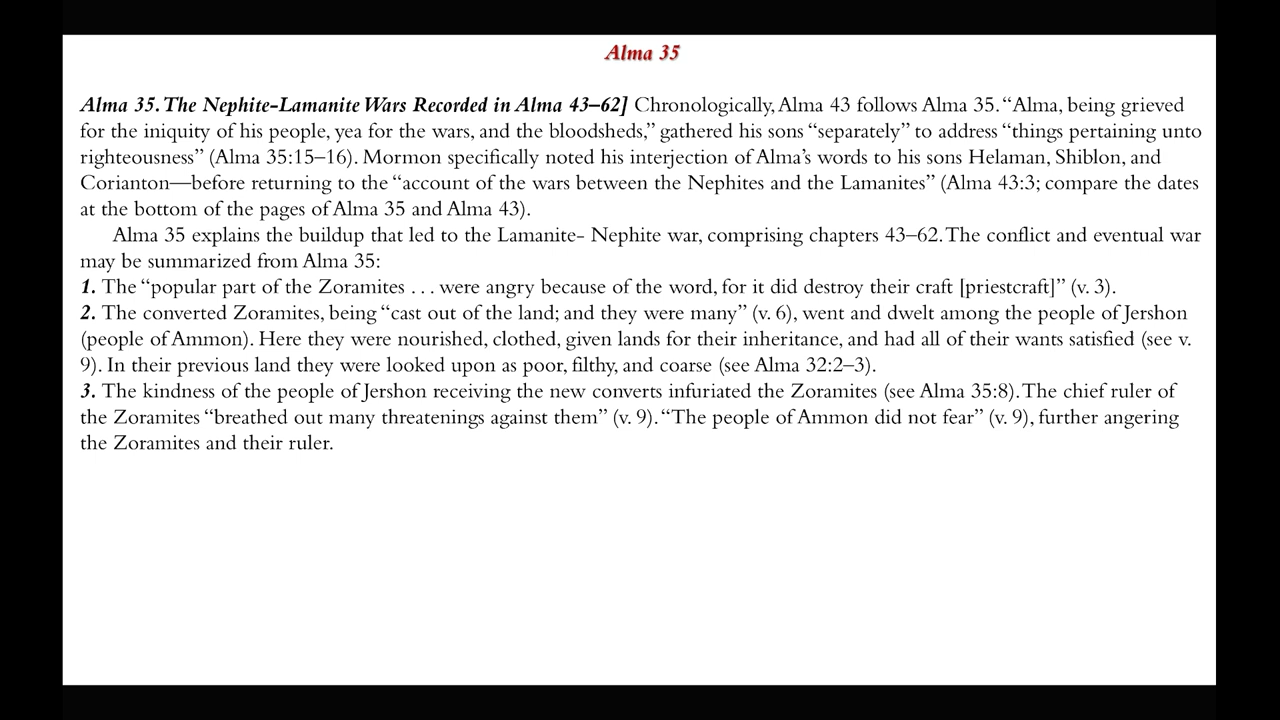 Alma 35
Alma 35. The Nephite-Lamanite Wars Recorded in Alma 43–62] Chronologically, Alma 43 follows Alma 35. “Alma, being grieved
for the iniquity of his people, yea for the wars, and the bloodsheds,” gathered his sons “separately” to address “things pertaining unto
righteousness” (Alma 35:15–16). Mormon specifically noted his interjection of Alma’s words to his sons Helaman, Shiblon, and
Corianton—before returning to the “account of the wars between the Nephites and the Lamanites” (Alma 43:3; compare the dates
at the bottom of the pages of Alma 35 and Alma 43).
Alma 35 explains the buildup that led to the Lamanite- Nephite war, comprising chapters 43–62. The conflict and eventual war
may be summarized from Alma 35:
1. The “popular part of the Zoramites . . . were angry because of the word, for it did destroy their craft [priestcraft]” (v. 3).
2. The converted Zoramites, being “cast out of the land; and they were many” (v. 6), went and dwelt among the people of Jershon
(people of Ammon). Here they were nourished, clothed, given lands for their inheritance, and had all of their wants satisfied (see v.
9). In their previous land they were looked upon as poor, filthy, and coarse (see Alma 32:2–3).
3. The kindness of the people of Jershon receiving the new converts infuriated the Zoramites (see Alma 35:8). The chief ruler of
the Zoramites “breathed out many threatenings against them” (v. 9). “The people of Ammon did not fear” (v. 9), further angering
the Zoramites and their ruler.